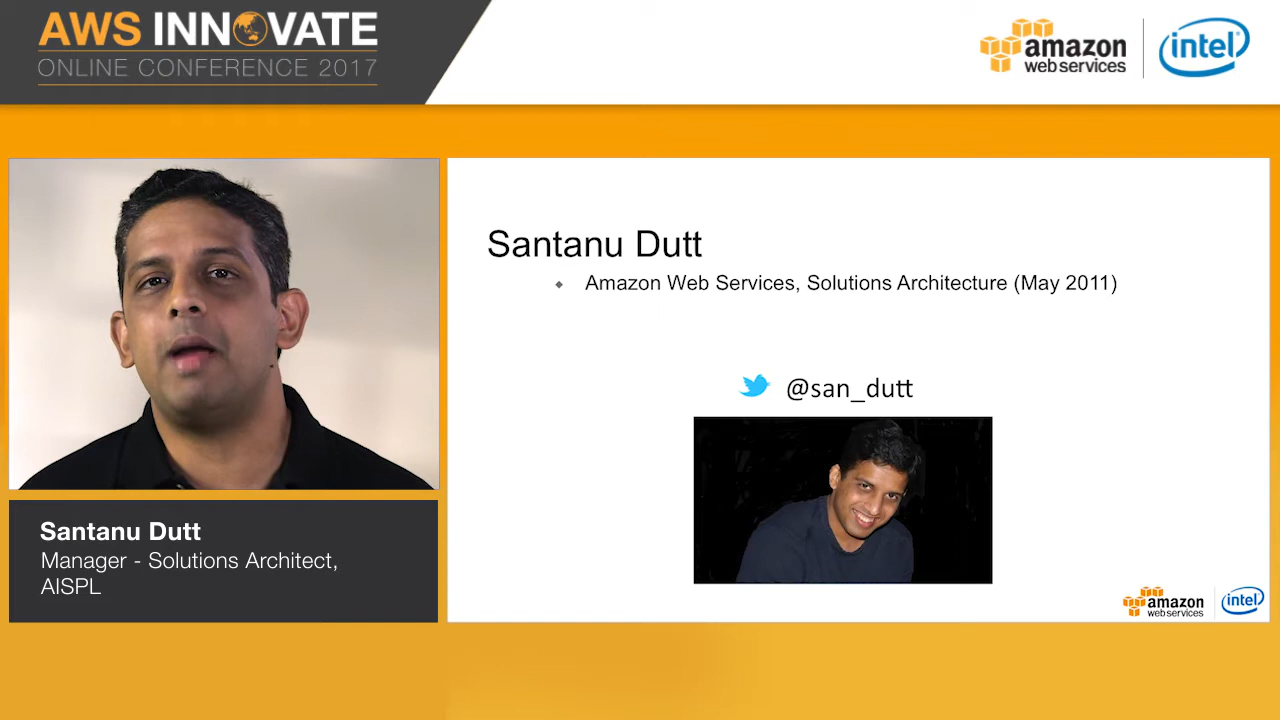 AWS INNOVATE
ONLINE CONFERENCE 2017
amazon
web services
intel
Santanu Dutt
Amazon Web Services, Solutions Architecture (May 2011)
@san_dutt
Santanu Dutt
Manager - Solutions Architect,
AISPL
amazon
web services
intel